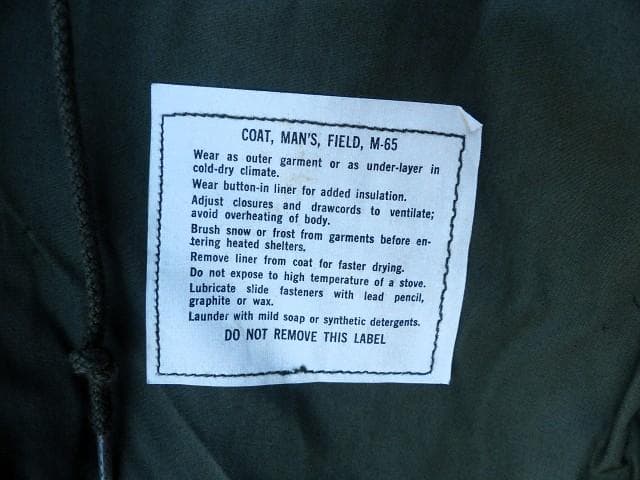 COAT, MAN'S, FIELD, M-65
Wear as outer garment or as under-layer in
cold-dry climate.
Wear button-in liner for added insulation.
Adjust closures and drawcords to ventilate;
avoid overheating of body.
Brush snow or frost from garments before en-
tering heated shelters.
Remove liner from coat for faster drying.
Do not expose to high temperature of a stove.
Lubricate slide fasteners with lead pencil,
graphite or wax.
Launder with mild soap or synthetic detergents.
DO NOT REMOVE THIS LABEL